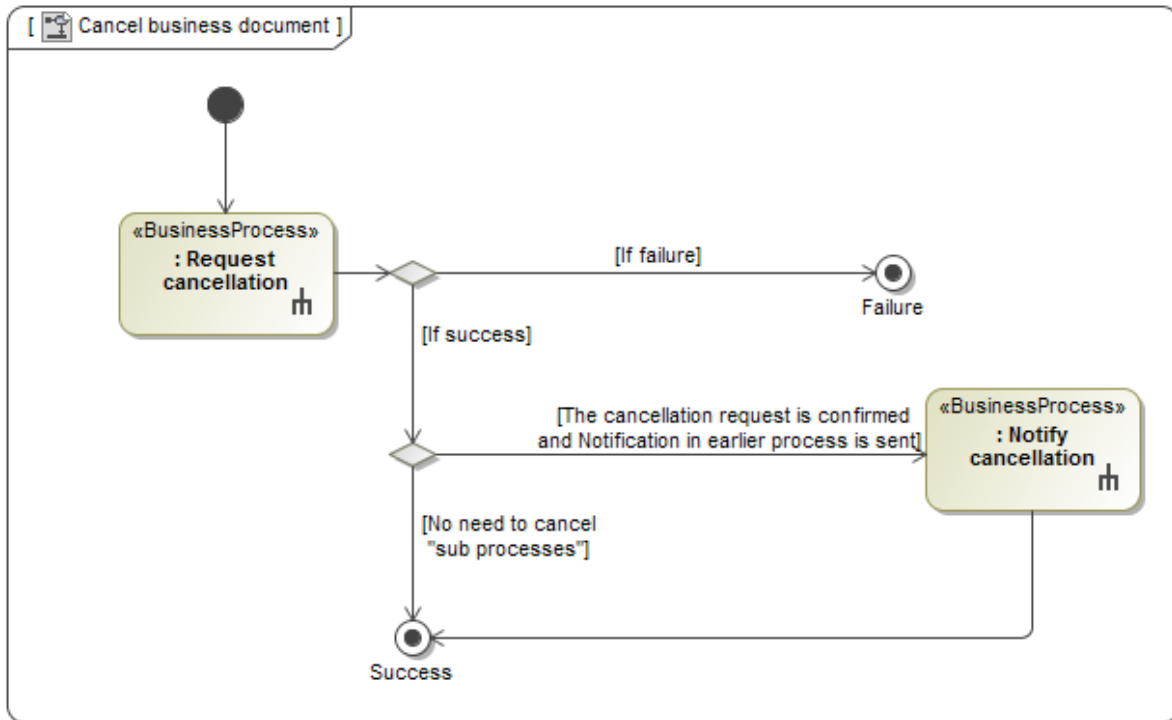 [ Cancel business document ]
«BusinessProcess»
: Request
cancellation
[If failure]
Failure
[If success]
[The cancellation request is confirmed
and Notification in earlier process is sent]
«BusinessProcess»
: Notify
cancellation
[No need to cancel
"sub processes"]
Success